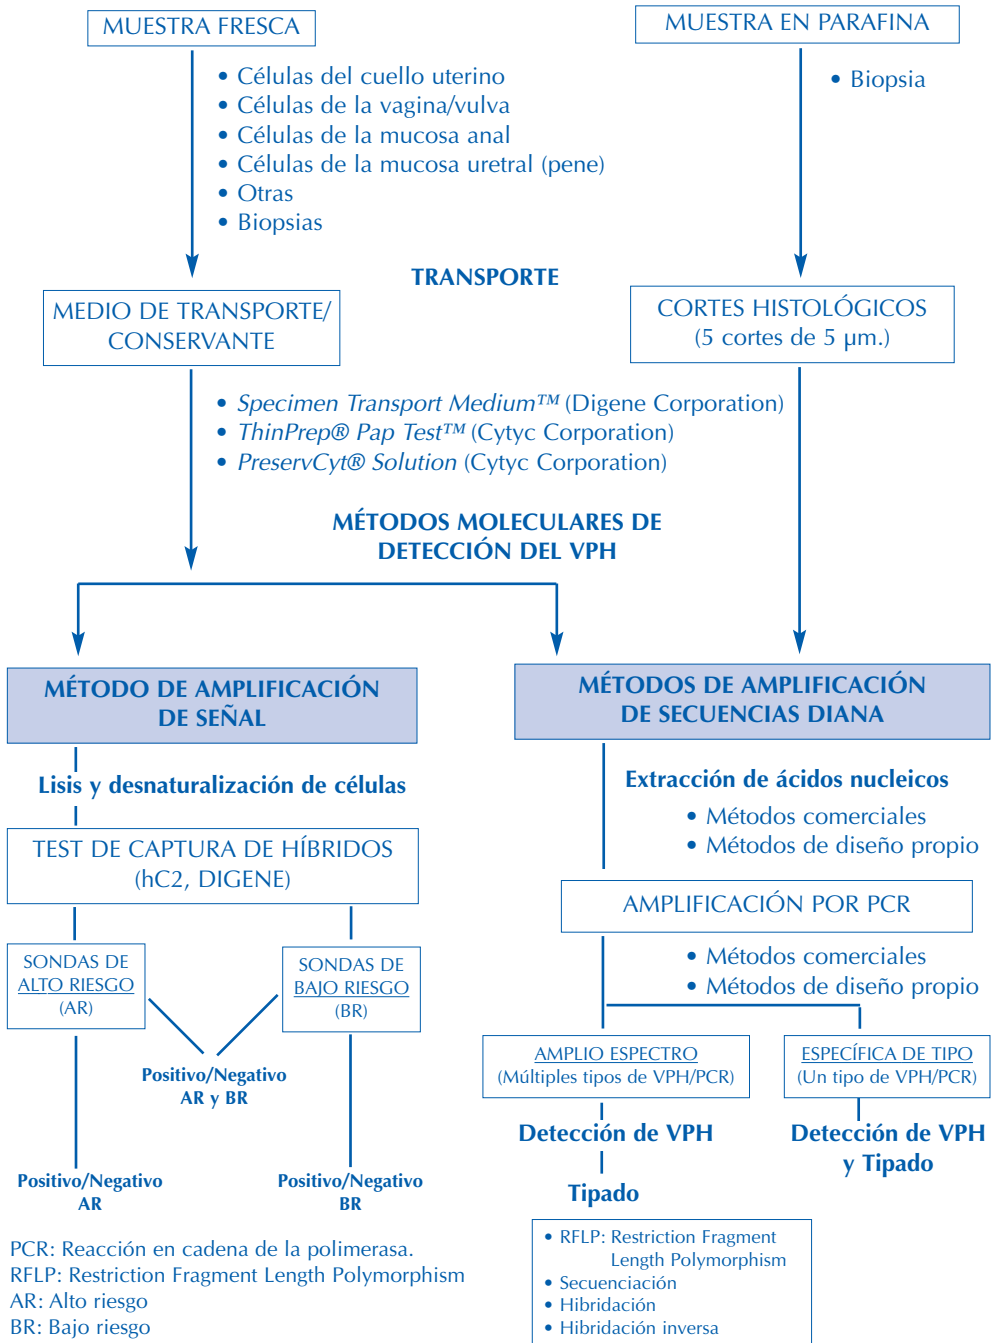 MUESTRA FRESCA
• Células del cuello uterino
• Células de la vagina/vulva
• Células de la mucosa anal
• Células de la mucosa uretral (pene)
• Otras
• Biopsias
MUESTRA EN PARAFINA
• Biopsia
TRANSPORTE
MEDIO DE TRANSPORTE/
CONSERVANTE
CORTES HISTOLÓGICOS
(5 cortes de 5 µm.)
• Specimen Transport Medium™ (Digene Corporation)
• ThinPrep® Pap Test™ (Cytyc Corporation)
• PreservCyt® Solution (Cytyc Corporation)
MÉTODOS MOLECULARES DE
DETECCIÓN DEL VPH
MÉTODO DE AMPLIFICACIÓN
DE SEÑAL
Lisis y desnaturalización de células
TEST DE CAPTURA DE HÍBRIDOS
(hC2, DIGENE)
SONDAS DE
ALTO RIESGO
(AR)
SONDAS DE
BAJO RIESGO
(BR)
Positivo/Negativo
AR y BR
Positivo/Negativo
AR
Positivo/Negativo
BR
MÉTODOS DE AMPLIFICACIÓN
DE SECUENCIAS DIANA
Extracción de ácidos nucleicos
• Métodos comerciales
• Métodos de diseño propio
AMPLIFICACIÓN POR PCR
• Métodos comerciales
• Métodos de diseño propio
AMPLIO ESPECTRO
(Múltiples tipos de VPH/PCR)
ESPECÍFICA DE TIPO
(Un tipo de VPH/PCR)
Detección de VPH
Tipado
Detección de VPH
y Tipado
• RFLP: Restriction Fragment
Length Polymorphism
• Secuenciación
• Hibridación
• Hibridación inversa
PCR: Reacción en cadena de la polimerasa.
RFLP: Restriction Fragment Length Polymorphism
AR: Alto riesgo
BR: Bajo riesgo